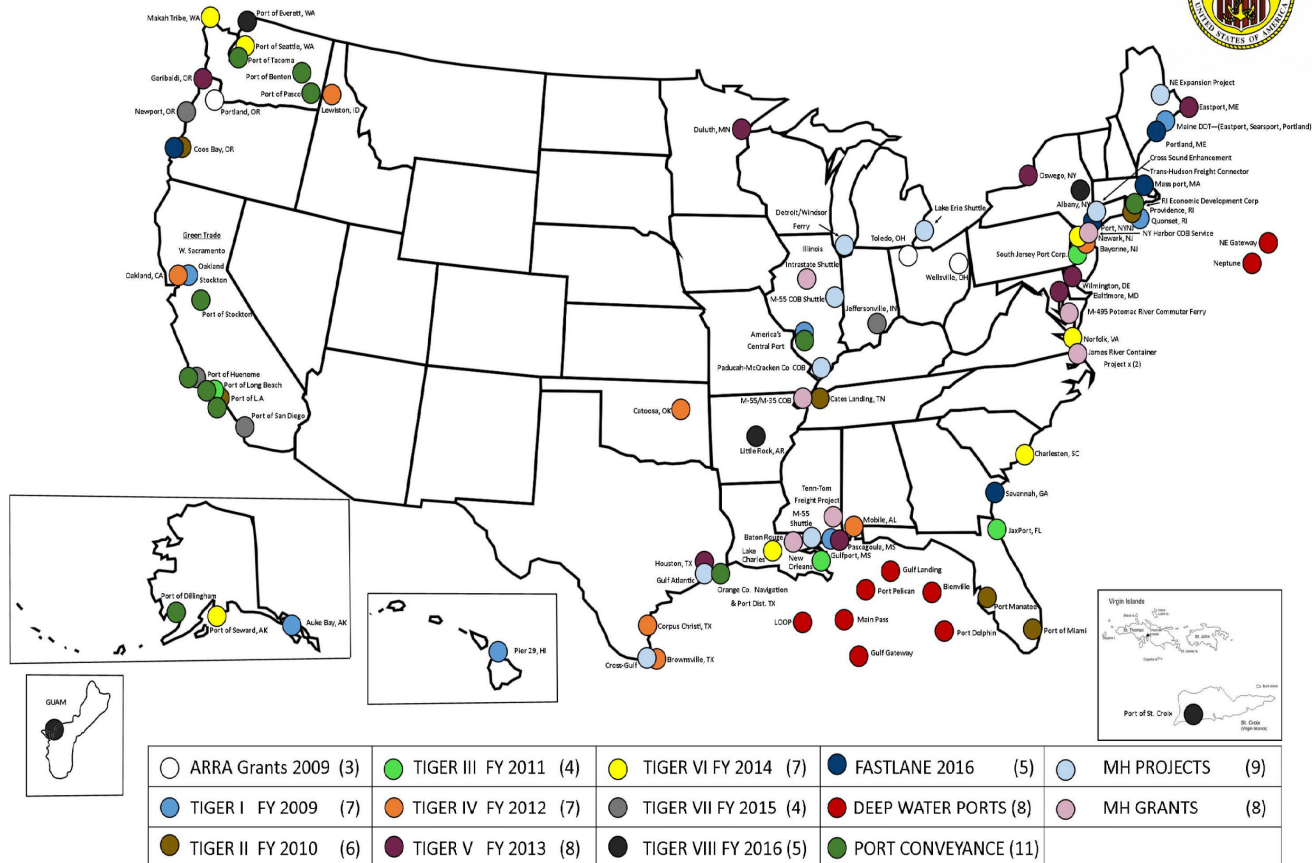 UNITED STATES OF AMERICA
Makah Tribe, WA
Port of Everett, WA
Port of Seattle, WA
Port of Tacoma
Port of Benton
Port of Pasco
Garibaldi, OR
Newport, OR
Portland, OR
Lewiston, ID
Coos Bay, OR
Green Trade
W. Sacramento
Oakland
Stockton
Oakland, CA
Port of Stockton
Port of Hueneme
Port of Long Beach
Port of L.A
Port of San Diego
Duluth, MN
Detroit/Windsor
Ferry
Lake Erie Shuttle
Toledo, OH
Wellsville, OH
Illinois
Intrastate Shuttle
M-55 COB Shuttle
Jeffersonville, IN
America's
Central Port
Paducah-McCracken Co COB
M-55/M-35 COB
Cates Landing, TN
Catoosa, OK
Little Rock, AR
NE Expansion Project
Eastport, ME
Maine DOT—(Eastport, Searsport, Portland)
Portland, ME
Cross Sound Enhancement
Trans-Hudson Freight Connector
Mass port, MA
Oswego, NY
Albany, NY
RI Economic Development Corp
Providence, RI
Quonset, RI
Port, NYNJ
NY Harbor COB Service
Newark, NJ
Bayonne, NJ
South Jersey Port Corp.
NE Gateway
Neptune
Wilmington, DE
Baltimore, MD
M-495 Potomac River Commuter Ferry
Norfolk, VA
James River Container
Project x (2)
Charleston, SC
Savannah, GA
JaxPort, FL
Tenn-Tom
Freight Project
M-55
Shuttle
Mobile, AL
Baton Rouge
Lake
Charles
New
Orleans
Pascagoula, MS
Gulfport, MS
Houston, TX
Gulf Atlantic
Orange Co. Navigation
& Port Dist. TX
Corpus Christi, TX
Cross-Gulf
Brownsville, TX
Gulf Landing
Port Pelican
Bienville
LOOP
Main Pass
Port Dolphin
Gulf Gateway
Port Manatee
Port of Miami
Port of Dillingham
Port of Seward, AK
Auke Bay, AK
Pier 29, HI
GUAM
Virgin Islands
St. Thomas
St. John
Port of St. Croix
St. Croix
(Virgin Islands)
ARRA Grants 2009 (3)
TIGER III FY 2011 (4)
TIGER VI FY 2014 (7)
FASTLANE 2016 (5)
MH PROJECTS (9)
TIGER I FY 2009 (7)
TIGER IV FY 2012 (7)
TIGER VII FY 2015 (4)
DEEP WATER PORTS (8)
MH GRANTS (8)
TIGER II FY 2010 (6)
TIGER V FY 2013 (8)
TIGER VIII FY 2016 (5)
PORT CONVEYANCE (11)